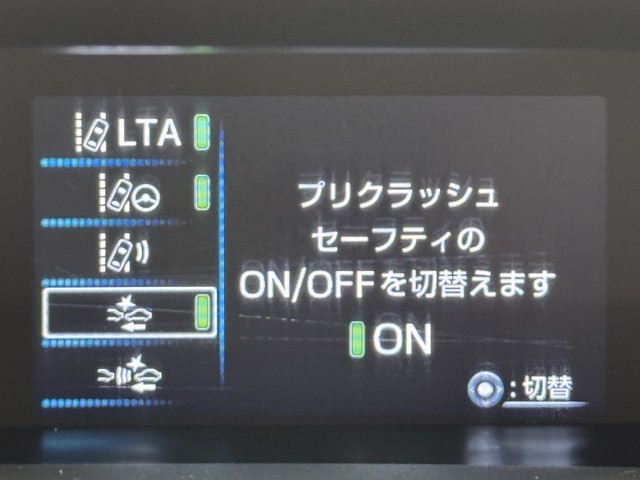 LTA
プリクラッシュ
セーフティの
ON/OFFを切替えます
ON
:切替